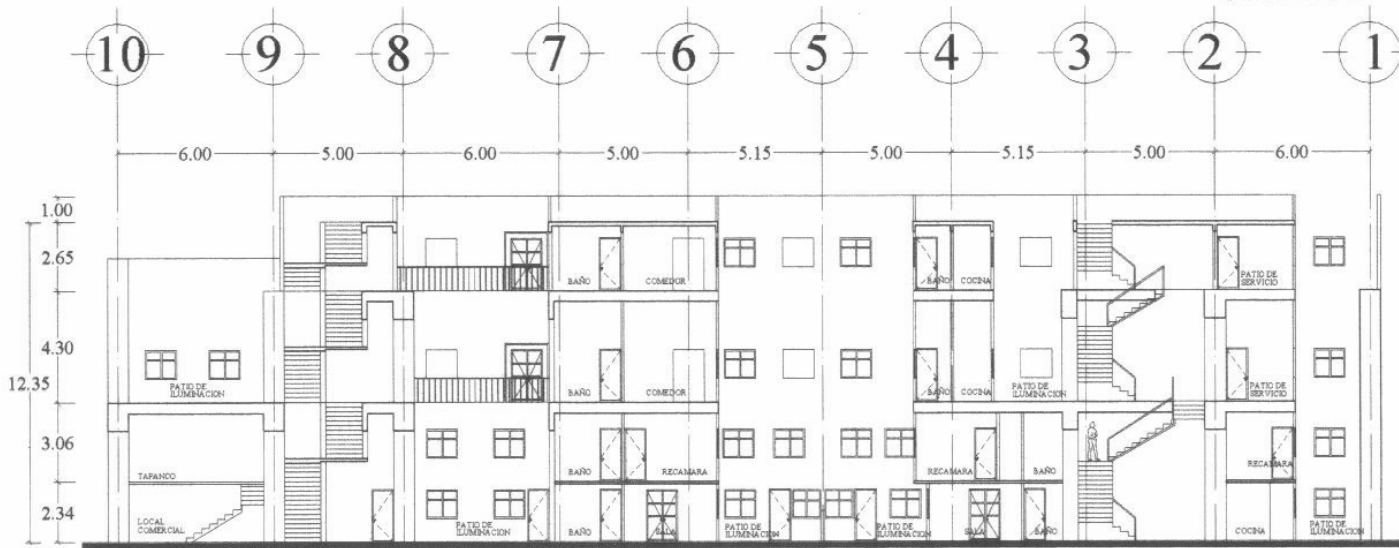 10 9 8 7 6 5 4 3 2 1
6.00 5.00 6.00 5.00 5.15 5.00 5.15 5.00 6.00
1.00
2.65
4.30
12.35
3.06
2.34
BAÑO COMEDOR BAÑO COCINA PATIO DE
SERVICIO
PATIO DE
ILUMINACION
BAÑO COMEDOR BAÑO COCINA PATIO DE
ILUMINACION
PATIO DE
SERVICIO
TAPANCO BAÑO RECAMARA RECAMARA BAÑO RECAMARA
LOCAL
COMERCIAL
PATIO DE
ILUMINACION
BAÑO SALA PATIO DE
ILUMINACION
PATIO DE
ILUMINACION
SALA BAÑO COCINA PATIO DE
ILUMINACION